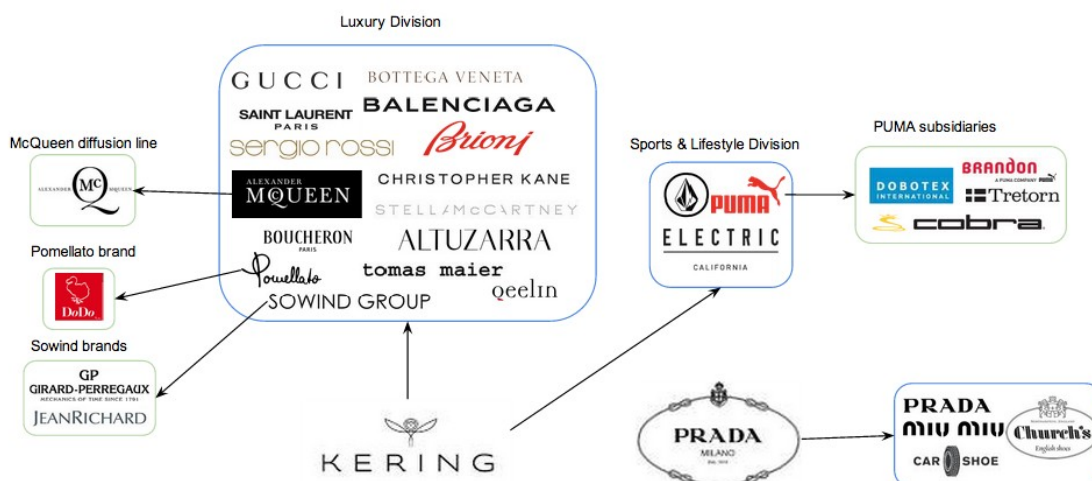 Luxury Division
GUCCI
BOTTEGA VENETA
SAINT LAURENT
PARIS
BALENCIAGA
sergio rossi
Brioni
ALEXANDER
McQUEEN
CHRISTOPHER KANE
STELLA McCARTNEY
BOUCHERON
PARIS
ALTUZARRA
Pomellato
tomas maier
qeelin
SOWIND GROUP
McQueen diffusion line
ALEXANDER
McQ
McQUEEN
Pomellato brand
DoDo
Sowind brands
GP
GIRARD-PERREGAUX
MECHANICS OF TIME SINCE 1791
JEANRICHARD
Sports & Lifestyle Division
PUMA
ELECTRIC
CALIFORNIA
PUMA subsidiaries
DOBOTEX
INTERNATIONAL
BRANDON
A PUMA COMPANY PUMA
Tretorn
cobra
KERING
PRADA
MILANO
PRADA
miu miu
CAR SHOE
Church's
English shoes